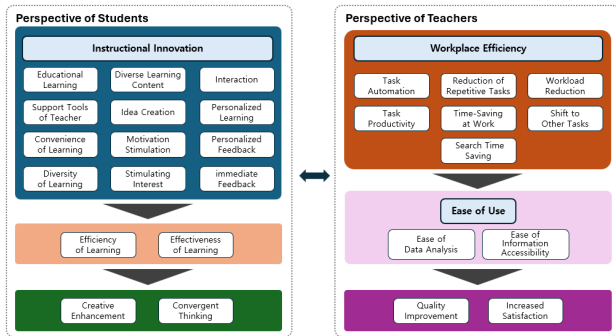 Perspective of Students
Instructional Innovation
Educational
Learning
Diverse Learning
Content
Interaction
Support Tools
of Teacher
Idea Creation
Personalized
Learning
Convenience
of Learning
Motivation
Stimulation
Personalized
Feedback
Diversity
of Learning
Stimulating
Interest
immediate
Feedback
Efficiency
of Learning
Effectiveness
of Learning
Creative
Enhancement
Convergent
Thinking
Perspective of Teachers
Workplace Efficiency
Task
Automation
Reduction of
Repetitive Tasks
Workload
Reduction
Task
Productivity
Time-Saving
at Work
Shift to
Other Tasks
Search Time
Saving
Ease of Use
Ease of
Data Analysis
Ease of
Information
Accessibility
Quality
Improvement
Increased
Satisfaction